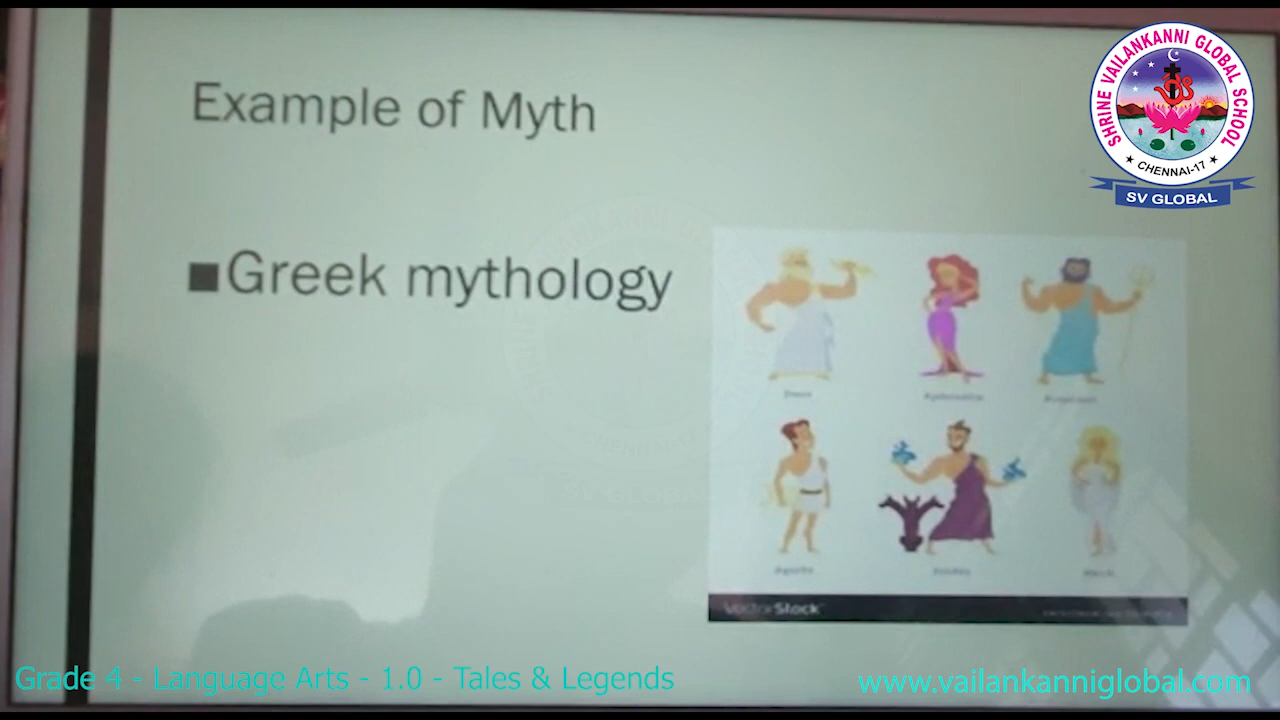 Example of Myth
SHRINE VAILANKANNI GLOBAL SCHOOL
★ CHENNAI-17 ★
SV GLOBAL
■Greek mythology
VectorStock
Grade 4 - Language Arts - 1.0 - Tales & Legends
www.vailankanniglobal.com